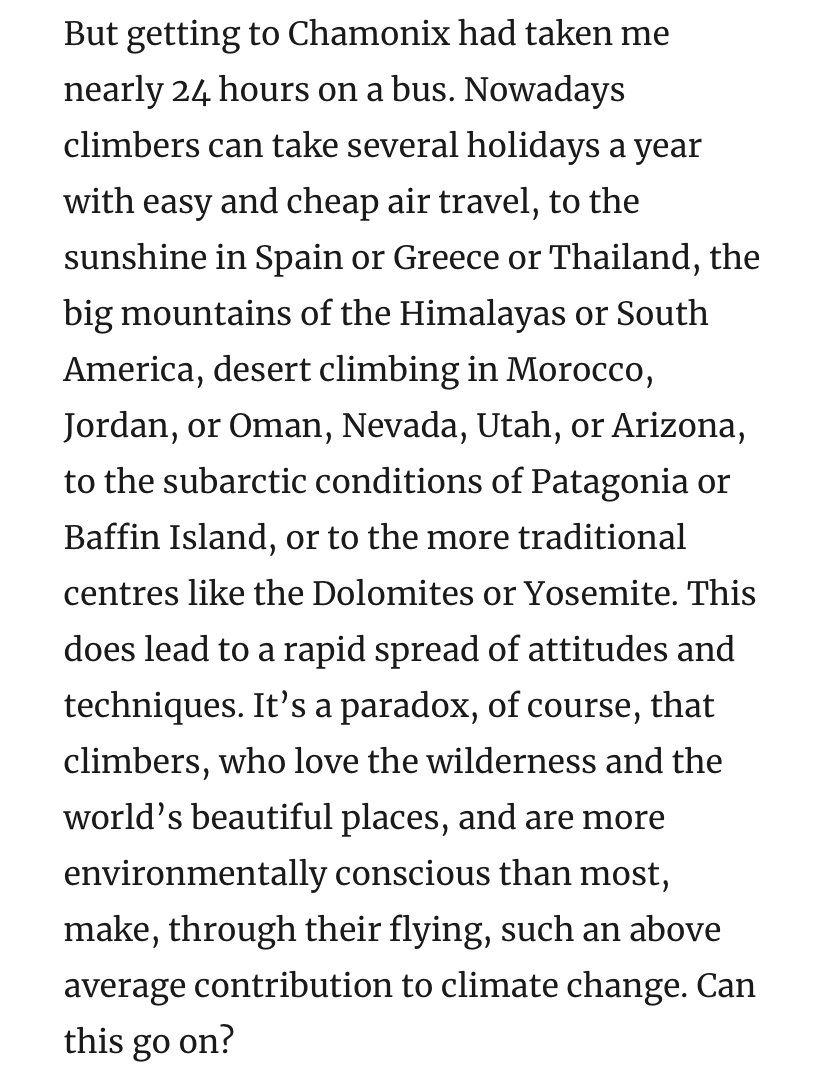 But getting to Chamonix had taken me
nearly 24 hours on a bus. Nowadays
climbers can take several holidays a year
with easy and cheap air travel, to the
sunshine in Spain or Greece or Thailand, the
big mountains of the Himalayas or South
America, desert climbing in Morocco,
Jordan, or Oman, Nevada, Utah, or Arizona,
to the subarctic conditions of Patagonia or
Baffin Island, or to the more traditional
centres like the Dolomites or Yosemite. This
does lead to a rapid spread of attitudes and
techniques. It’s a paradox, of course, that
climbers, who love the wilderness and the
world’s beautiful places, and are more
environmentally conscious than most,
make, through their flying, such an above
average contribution to climate change. Can
this go on?